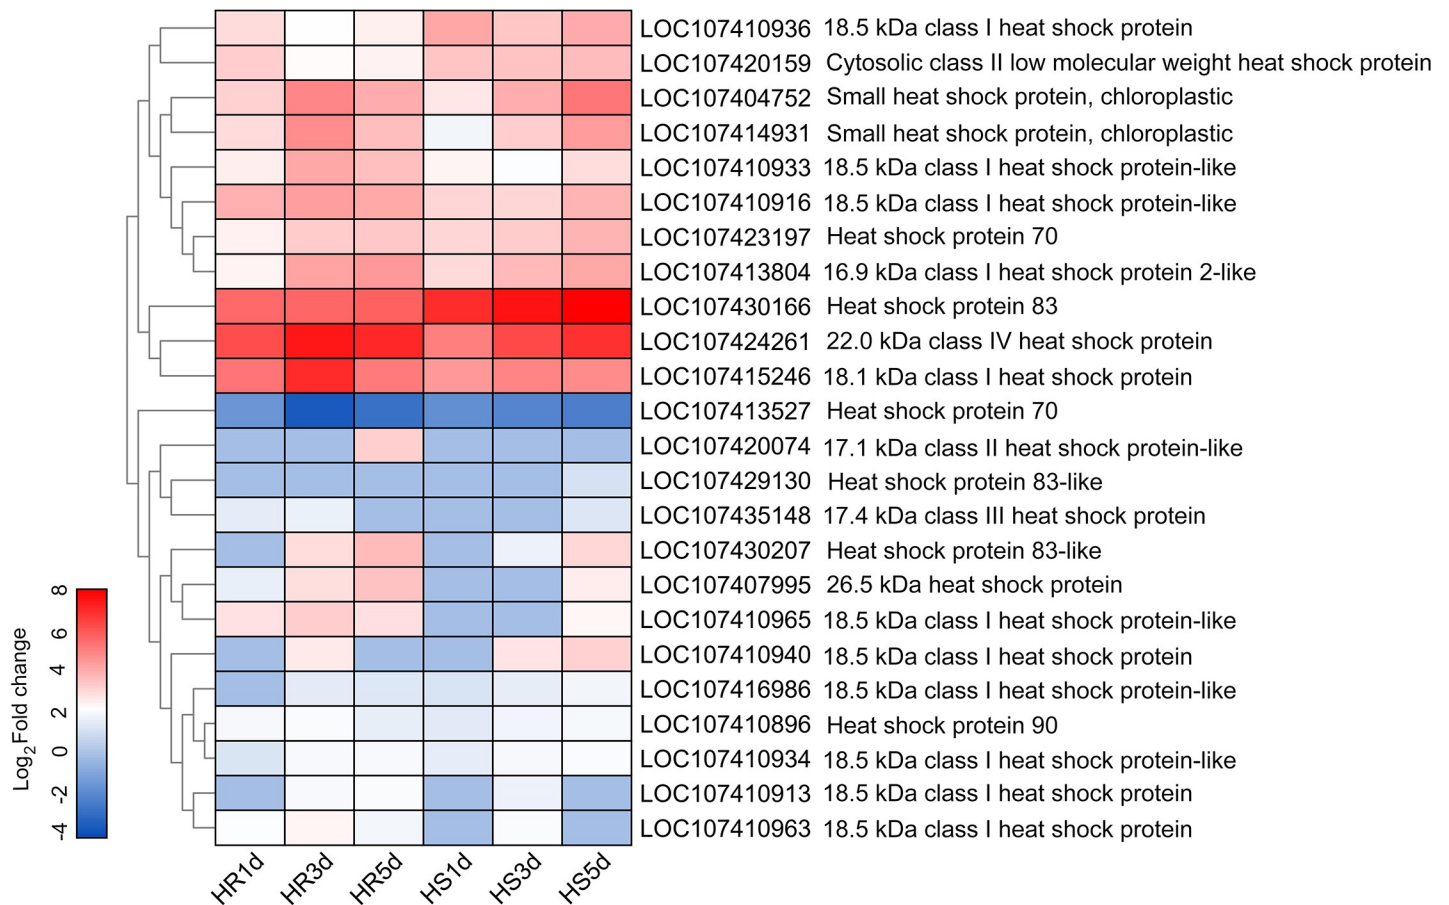 LOC107410936 18.5 kDa class I heat shock protein
LOC107420159 Cytosolic class II low molecular weight heat shock protein
LOC107404752 Small heat shock protein, chloroplastic
LOC107414931 Small heat shock protein, chloroplastic
LOC107410933 18.5 kDa class I heat shock protein-like
LOC107410916 18.5 kDa class I heat shock protein-like
LOC107423197 Heat shock protein 70
LOC107413804 16.9 kDa class I heat shock protein 2-like
LOC107430166 Heat shock protein 83
LOC107424261 22.0 kDa class IV heat shock protein
LOC107415246 18.1 kDa class I heat shock protein
LOC107413527 Heat shock protein 70
LOC107420074 17.1 kDa class II heat shock protein-like
LOC107429130 Heat shock protein 83-like
LOC107435148 17.4 kDa class III heat shock protein
LOC107430207 Heat shock protein 83-like
LOC107407995 26.5 kDa heat shock protein
LOC107410965 18.5 kDa class I heat shock protein-like
LOC107410940 18.5 kDa class I heat shock protein
LOC107416986 18.5 kDa class I heat shock protein-like
LOC107410896 Heat shock protein 90
LOC107410934 18.5 kDa class I heat shock protein-like
LOC107410913 18.5 kDa class I heat shock protein
LOC107410963 18.5 kDa class I heat shock protein
Log2 Fold change
8
6
4
2
0
-2
-4
HR1d HR3d HR5d HS1d HS3d HS5d